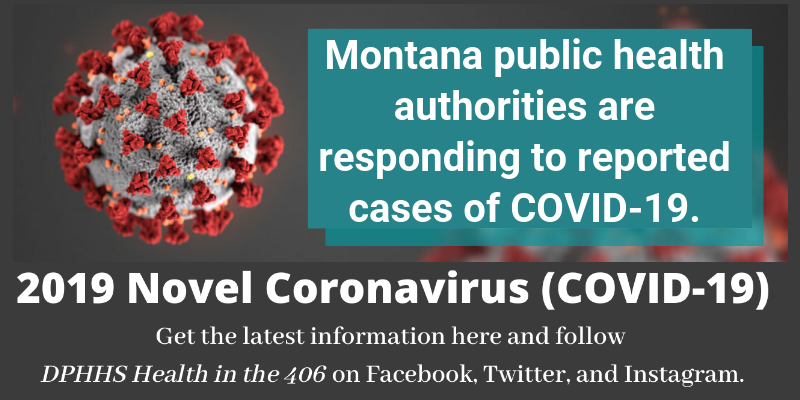 Montana public health
authorities are
responding to reported
cases of COVID-19.
2019 Novel Coronavirus (COVID-19)
Get the latest information here and follow
DPHHS Health in the 406 on Facebook, Twitter, and Instagram.